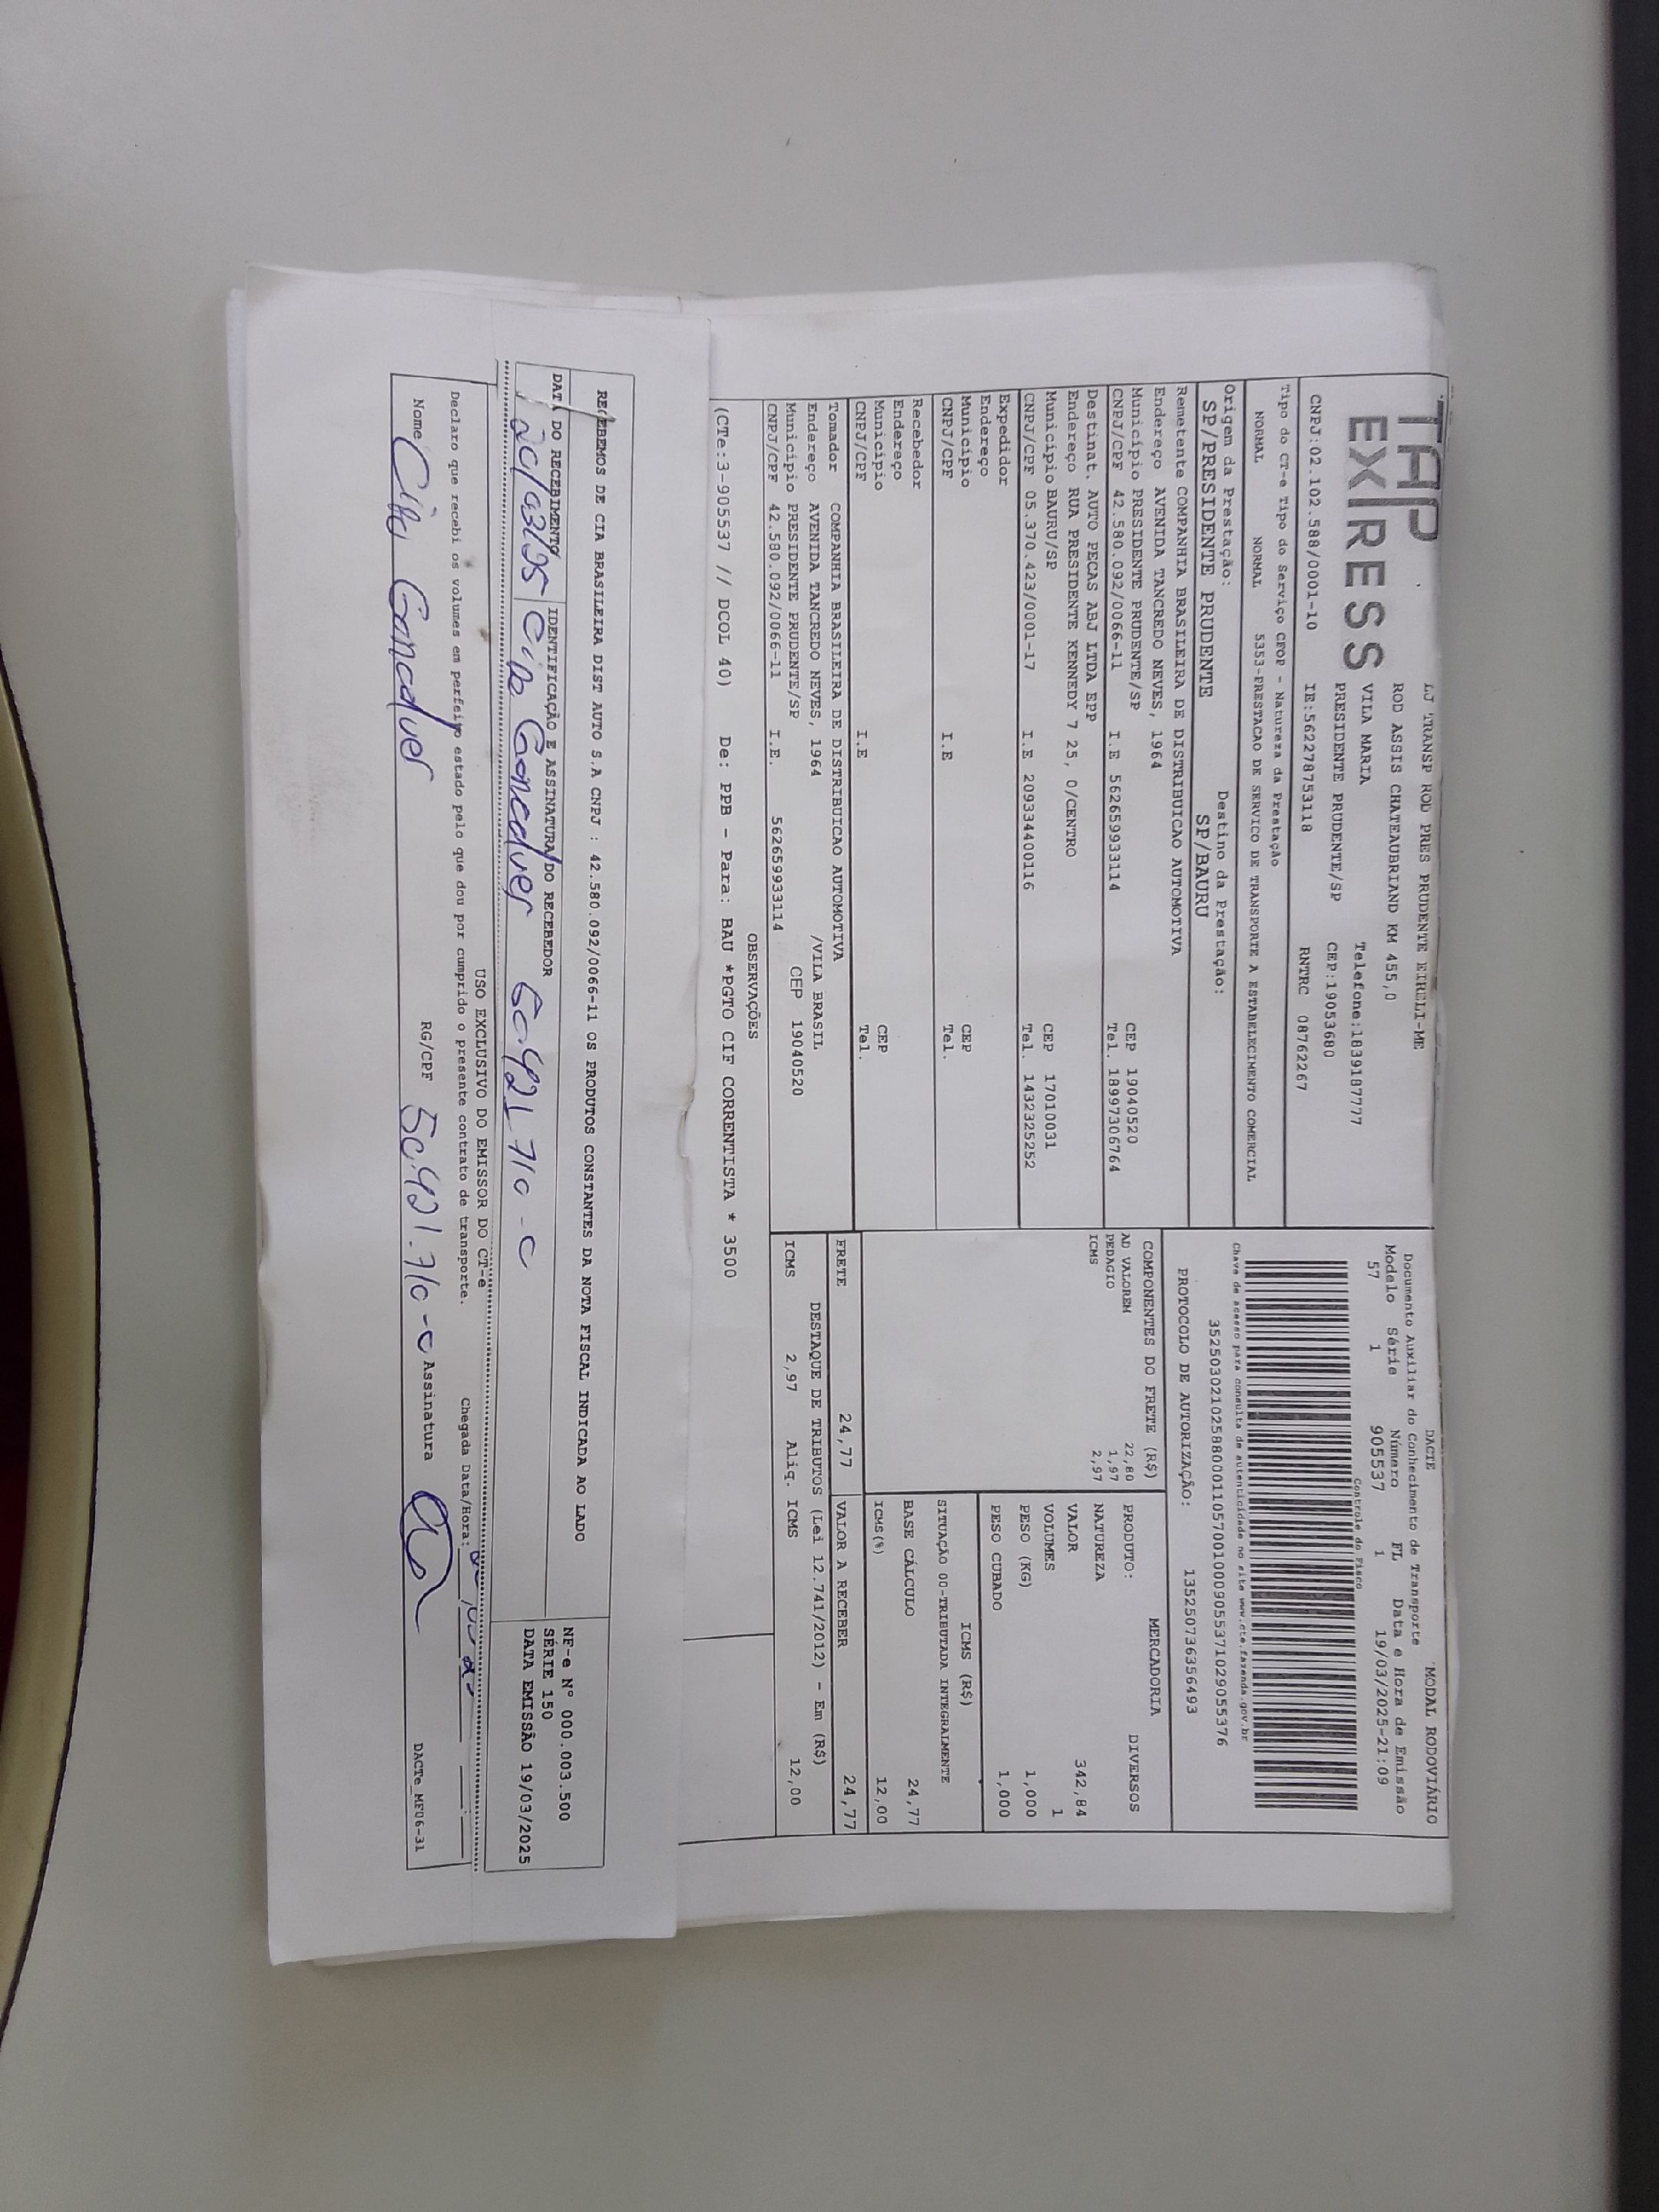 TAP EXPRESS
LJ TRANSP ROD PRES PRUDENTE EIRELI-ME
ROD ASSIS CHATEAUBRIAND KM 455,0
VILA MARIA Telefone:1839187777
PRESIDENTE PRUDENTE/SP CEP:19053680
CNPJ:02.102.588/0001-10 IE:562278753118 RNTRC 08762267
DACTE MODAL RODOVIÁRIO
Documento Auxiliar do Conhecimento de Transporte
Modelo Série Número FL Data e Hora de Emissão
57 1 905537 1 19/03/2025-21:09
Controle do Fisco
Chave de acesso para consulta de autenticidade no site www.cte.fazenda.gov.br
35250302102588000110570010009055371029055376
PROTOCOLO DE AUTORIZAÇÃO: 135250736356493
Tipo do CT-e Tipo do Serviço CFOP - Natureza da Prestação
NORMAL NORMAL 5353-PRESTACAO DE SERVICO DE TRANSPORTE A ESTABELECIMENTO COMERCIAL
Origem da Prestação: Destino da Prestação:
SP/PRESIDENTE PRUDENTE SP/BAURU
Remetente COMPANHIA BRASILEIRA DE DISTRIBUICAO AUTOMOTIVA
Endereço AVENIDA TANCREDO NEVES, 1964
Município PRESIDENTE PRUDENTE/SP CEP 19040520
CNPJ/CPF 42.580.092/0066-11 I.E 562659933114 Tel. 18997306764
Destinat. AUTO PECAS ABJ LTDA EPP
Endereço RUA PRESIDENTE KENNEDY 7 25, 0/CENTRO
Município BAURU/SP CEP 17010031
CNPJ/CPF 05.370.423/0001-17 I.E 209334400116 Tel. 1432325252
Expedidor
Endereço
Município CEP
CNPJ/CPF I.E Tel.
Recebedor
Endereço
Município CEP
CNPJ/CPF I.E Tel.
Tomador COMPANHIA BRASILEIRA DE DISTRIBUICAO AUTOMOTIVA
Endereço AVENIDA TANCREDO NEVES, 1964 /VILA BRASIL
Município PRESIDENTE PRUDENTE/SP CEP 19040520
CNPJ/CPF 42.580.092/0066-11 I.E. 562659933114
COMPONENTES DO FRETE (R$)
AD VALOREM 22,80
PEDAGIO 1,97
ICMS 2,97
MERCADORIA
PRODUTO: DIVERSOS
NATUREZA
VALOR 342,84
VOLUMES 1
PESO (KG) 1,000
PESO CUBADO 1,000
ICMS (R$)
SITUAÇÃO 00-TRIBUTADA INTEGRALMENTE
BASE CÁLCULO 24,77
ICMS(%) 12,00
FRETE 24,77 VALOR A RECEBER 24,77
DESTAQUE DE TRIBUTOS (Lei 12.741/2012) - Em (R$)
ICMS 2,97 Aliq. ICMS 12,00
OBSERVAÇÕES
(CTe:3-905537 // DCOL 40) De: PPB - Para: BAU *PGTO CIF CORRENTISTA * 3500
RECEBEMOS DE CIA BRASILEIRA DIST AUTO S.A CNPJ : 42.580.092/0066-11 OS PRODUTOS CONSTANTES DA NOTA FISCAL INDICADA AO LADO
DATA DO RECEBIMENTO IDENTIFICAÇÃO E ASSINATURA DO RECEBEDOR
NF-e Nº 000.003.500
SÉRIE 150
DATA EMISSÃO 19/03/2025
USO EXCLUSIVO DO EMISSOR DO CT-e
Declaro que recebi os volumes em perfeito estado pelo que dou por cumprido o presente contrato de transporte. Chegada Data/Hora:
Nome RG/CPF Assinatura
DACTe_MF06-31